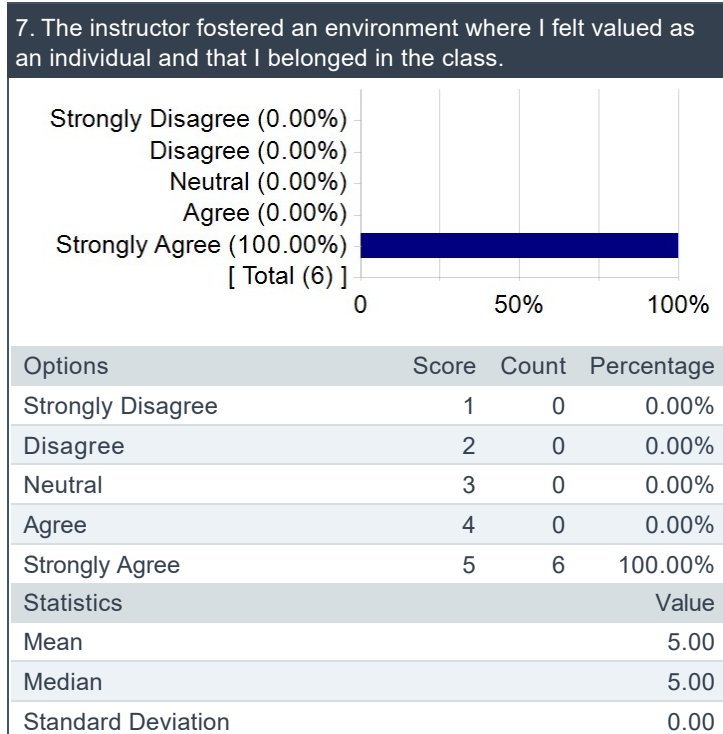 7. The instructor fostered an environment where I felt valued as
an individual and that I belonged in the class.
Strongly Disagree (0.00%)
Disagree (0.00%)
Neutral (0.00%)
Agree (0.00%)
Strongly Agree (100.00%)
[ Total (6) ]
0 50% 100%
Options Score Count Percentage
Strongly Disagree 1 0 0.00%
Disagree 2 0 0.00%
Neutral 3 0 0.00%
Agree 4 0 0.00%
Strongly Agree 5 6 100.00%
Statistics Value
Mean 5.00
Median 5.00
Standard Deviation 0.00